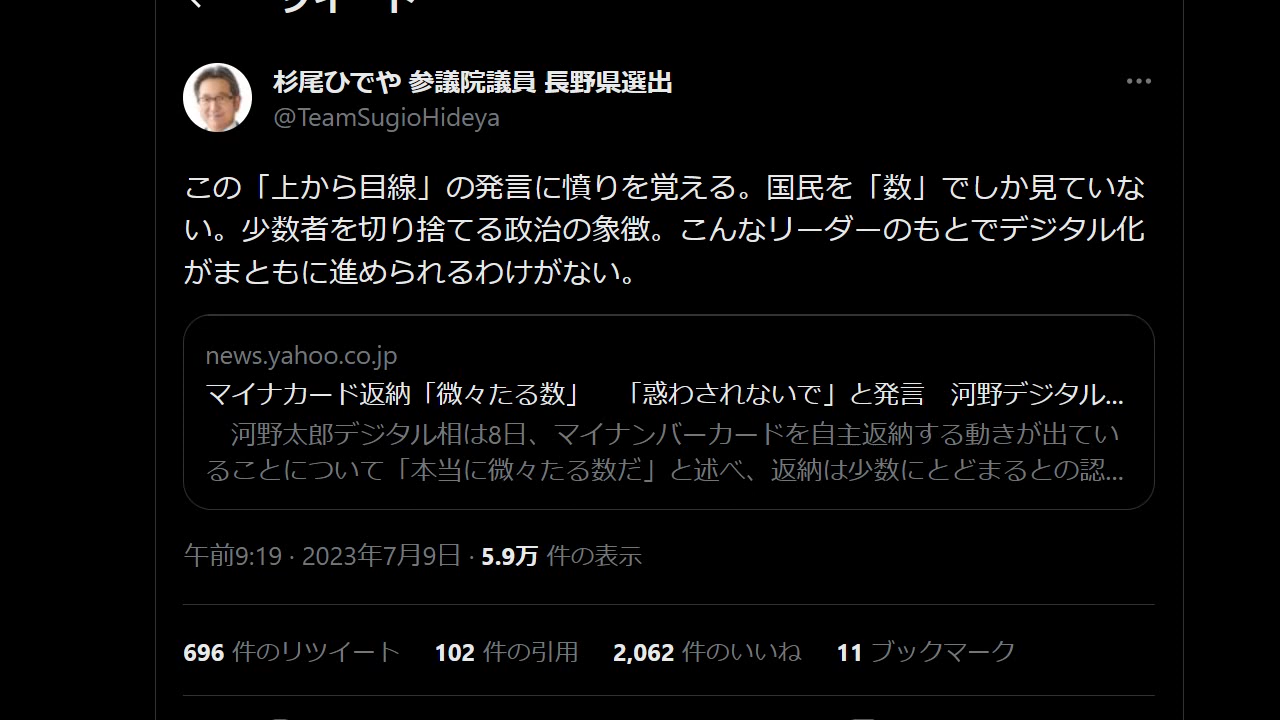 ツイート
杉尾ひでや 参議院議員 長野県選出
@TeamSugioHideya
この「上から目線」の発言に憤りを覚える。国民を「数」でしか見ていな
い。少数者を切り捨てる政治の象徴。こんなリーダーのもとでデジタル化
がまともに進められるわけがない。
news.yahoo.co.jp
マイナカード返納「微々たる数」　「惑わされないで」と発言　河野デジタル...
河野太郎デジタル相は8日、マイナンバーカードを自主返納する動きが出てい
ることについて「本当に微々たる数だ」と述べ、返納は少数にとどまるとの認...
午前9:19 · 2023年7月9日 · 5.9万 件の表示
696 件のリツイート 102 件の引用 2,062 件のいいね 11 ブックマーク